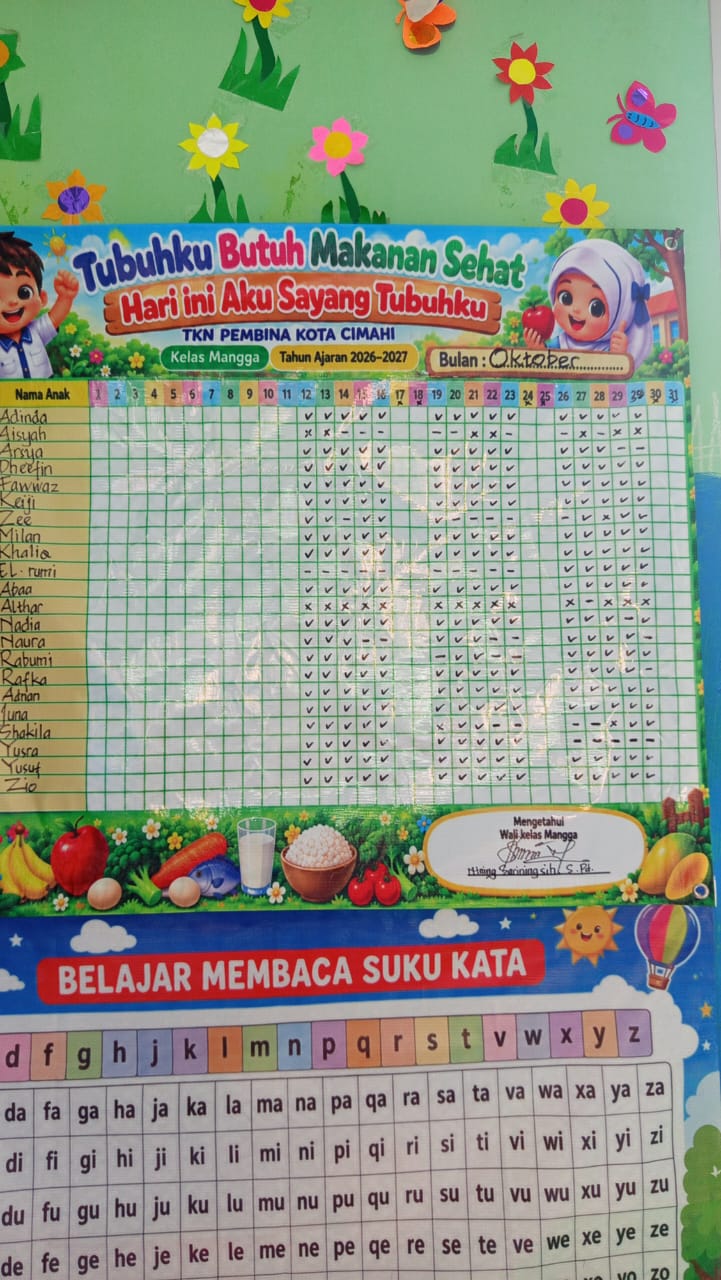 Tubuhku Butuh Makanan Sehat
Hari ini Aku Sayang Tubuhku
TKN PEMBINA KOTA CIMAHI
Kelas Mangga Tahun Ajaran 2026-2027 Bulan : Oktober
Nama Anak 1 2 3 4 5 6 7 8 9 10 11 12 13 14 15 16 17 18 19 20 21 22 23 24 25 26 27 28 29 29 30 31
Adinda
Aisyah
Arsya
Dheefin
Fawwaz
Keiji
Zee
Milan
Khaliq
EL-rumi
Abaa
Althar
Nadia
Naura
Rabumi
Rafka
Adnan
Juna
Shakila
Yusra
Yusuf
Zio
Mengetahui
Wali kelas Mangga
S.Pd.
BELAJAR MEMBACA SUKU KATA
d f g h j k l m n p q r s t v w x y z
da fa ga ha ja ka la ma na pa qa ra sa ta va wa xa ya za
di fi gi hi ji ki li mi ni pi qi ri si ti vi wi xi yi zi
du fu gu hu ju ku lu mu nu pu qu ru su tu vu wu xu yu zu
de fe ge he je ke le me ne pe qe re se te ve we xe ye ze
xo yo zo